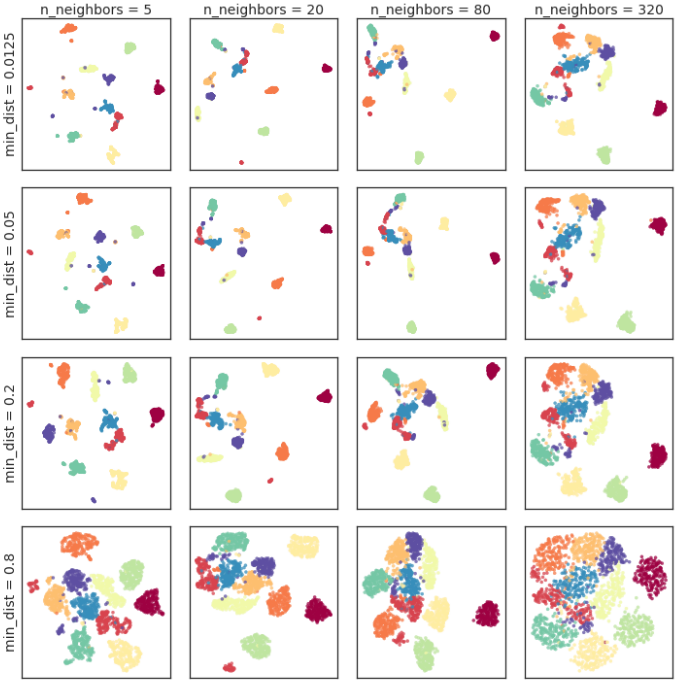 n_neighbors = 5
n_neighbors = 20
n_neighbors = 80
n_neighbors = 320
min_dist = 0.0125
min_dist = 0.05
min_dist = 0.2
min_dist = 0.8